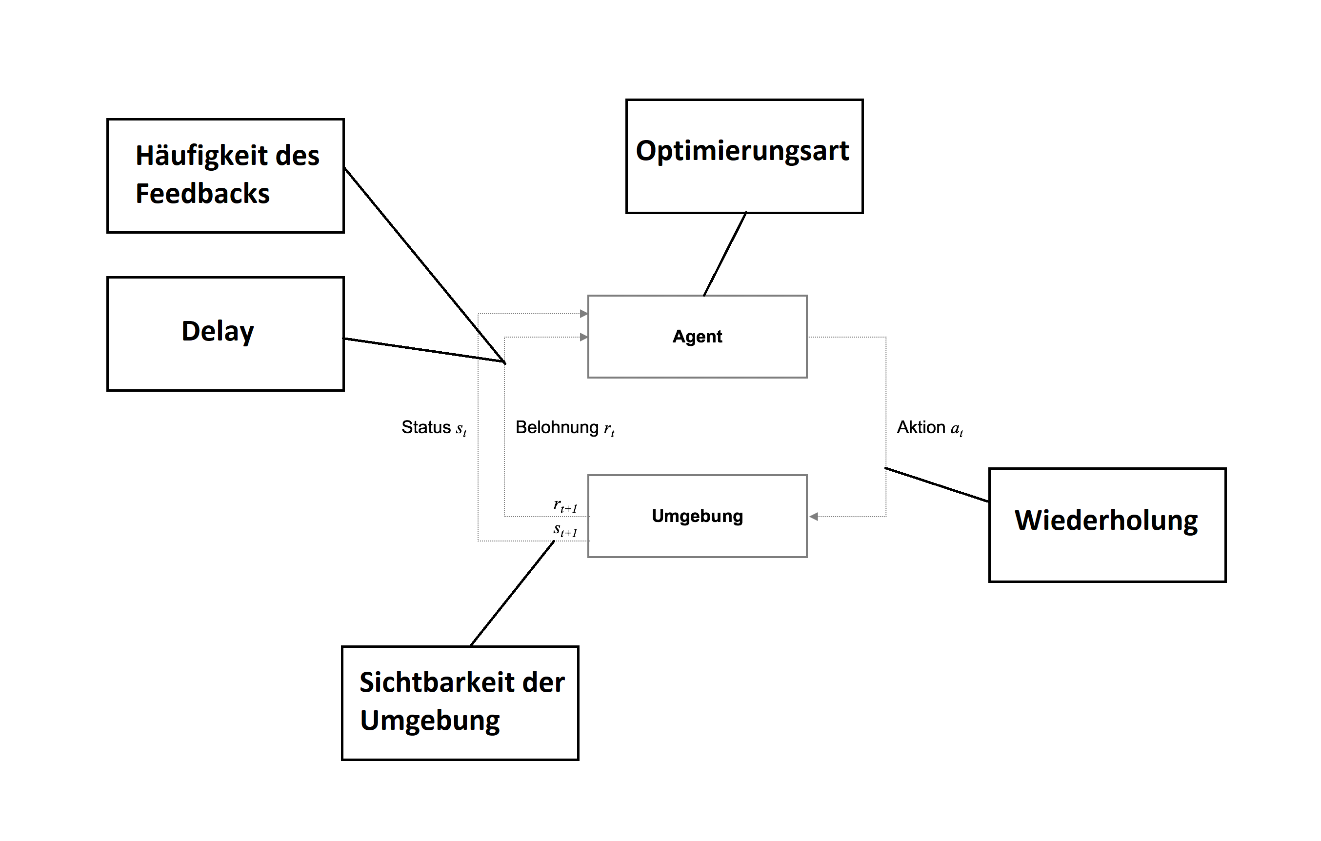 Optimierungsart
Häufigkeit des
Feedbacks
Delay
Agent
Status sₜ
Belohnung rₜ
Aktion aₜ
rₜ₊₁
sₜ₊₁
Umgebung
Wiederholung
Sichtbarkeit der
Umgebung